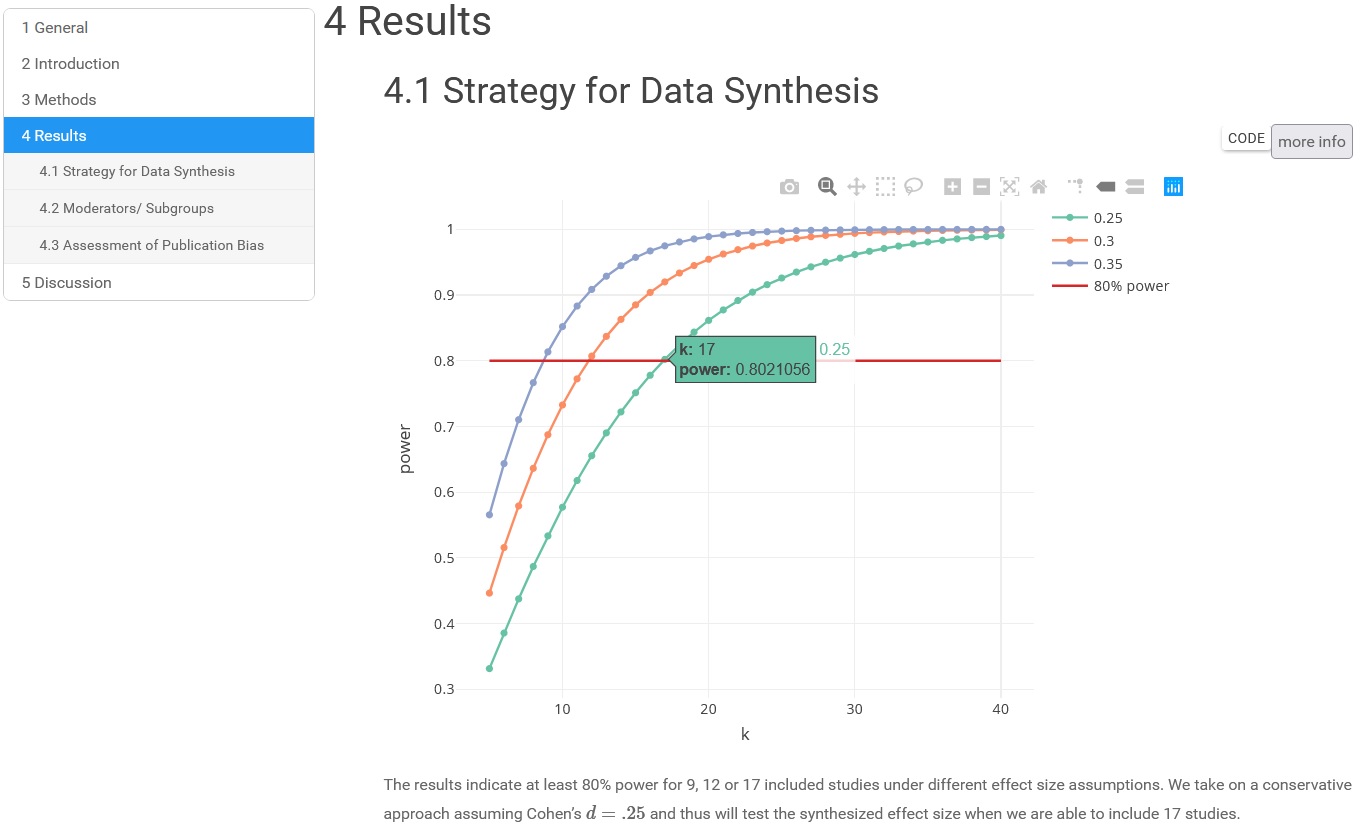 1 General
2 Introduction
3 Methods
4 Results
4.1 Strategy for Data Synthesis
4.2 Moderators/ Subgroups
4.3 Assessment of Publication Bias
5 Discussion
4 Results
4.1 Strategy for Data Synthesis
CODE
more info
0.25
0.3
0.35
80% power
1
0.9
0.8
0.7
0.6
0.5
0.4
0.3
power
k: 17
power: 0.8021056
0.25
10
20
30
40
k
The results indicate at least 80% power for 9, 12 or 17 included studies under different effect size assumptions. We take on a conservative
approach assuming Cohen's d = .25 and thus will test the synthesized effect size when we are able to include 17 studies.